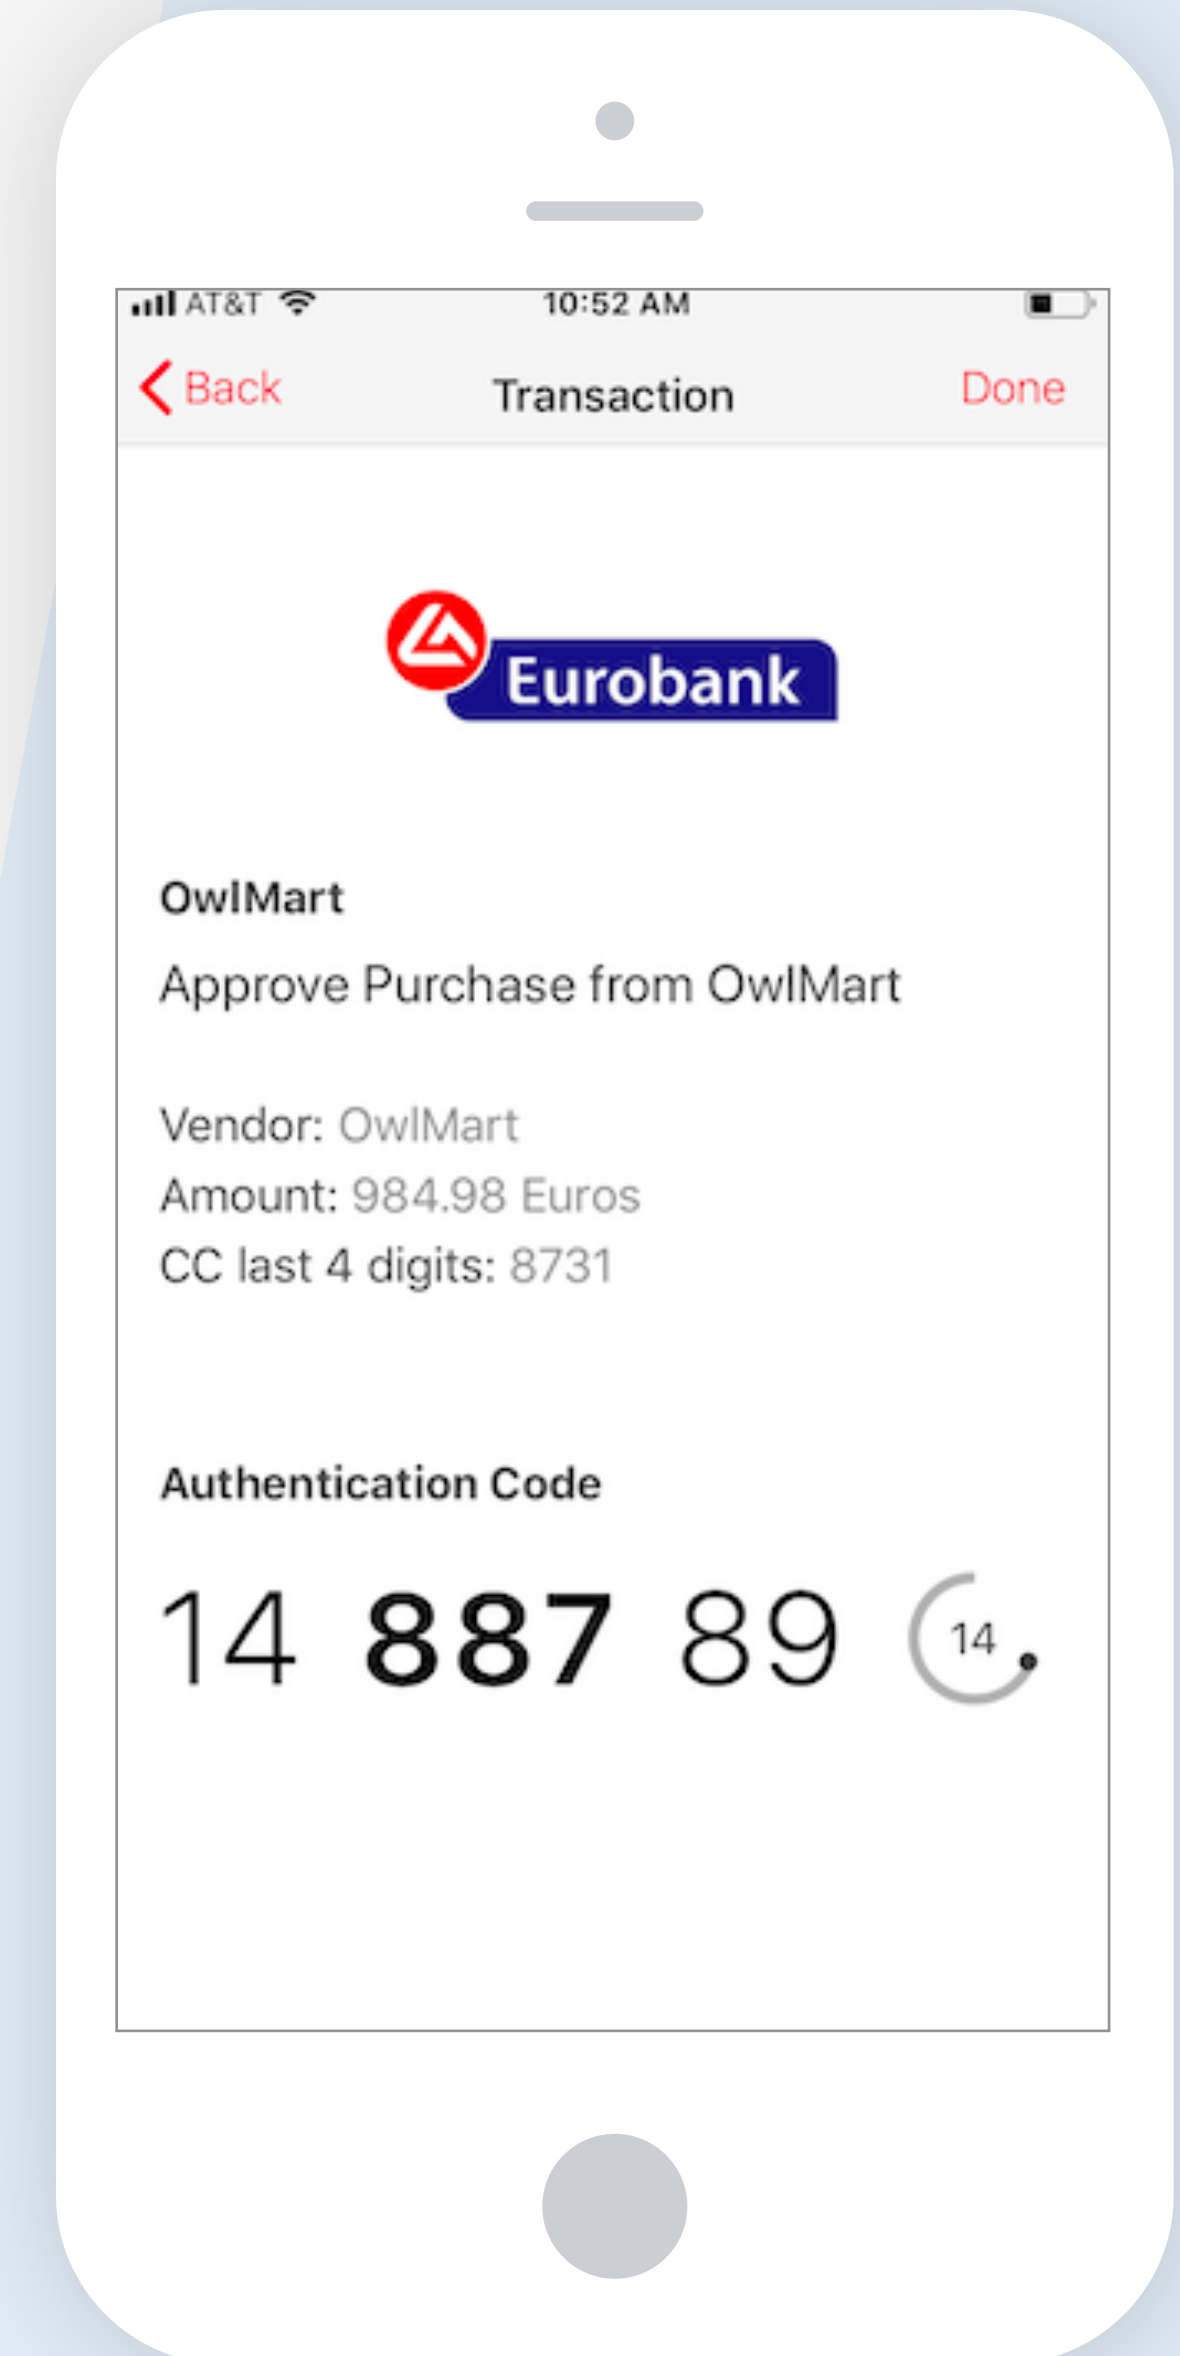 AT&T 10:52 AM
Back Transaction Done
Eurobank
OwlMart
Approve Purchase from OwlMart
Vendor: OwlMart
Amount: 984.98 Euros
CC last 4 digits: 8731
Authentication Code
14 887 89 14